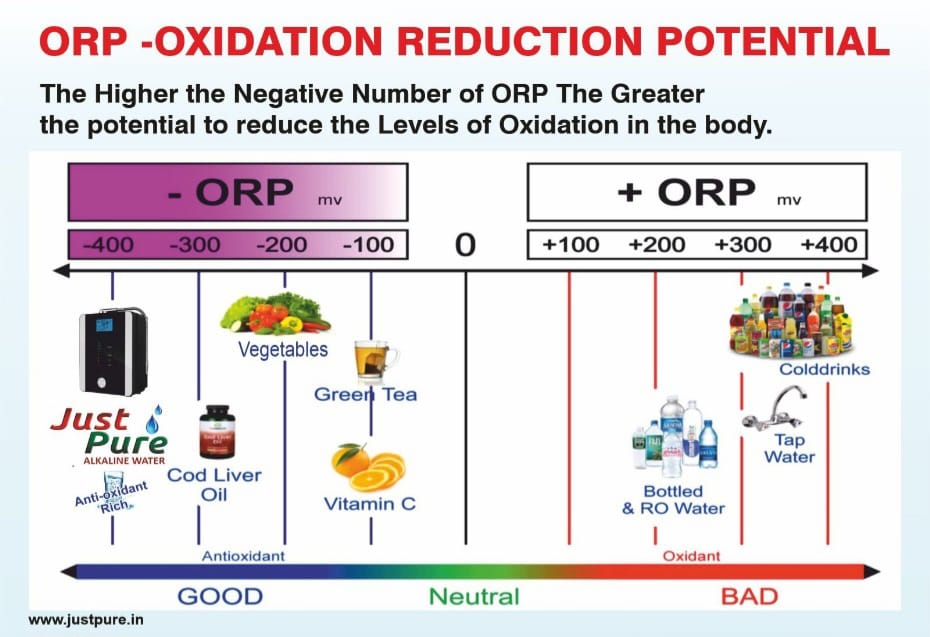 ORP -OXIDATION REDUCTION POTENTIAL
The Higher the Negative Number of ORP The Greater
the potential to reduce the Levels of Oxidation in the body.
- ORP mv
+ ORP mv
-400 -300 -200 -100 0 +100 +200 +300 +400
Vegetables
Green Tea
Colddrinks
Just
Pure
ALKALINE WATER
Anti-oxidant
Rich
Cod Liver
Oil
Vitamin C
Tap
Water
Bottled
& RO Water
Antioxidant
Oxidant
GOOD
Neutral
BAD
www.justpure.in